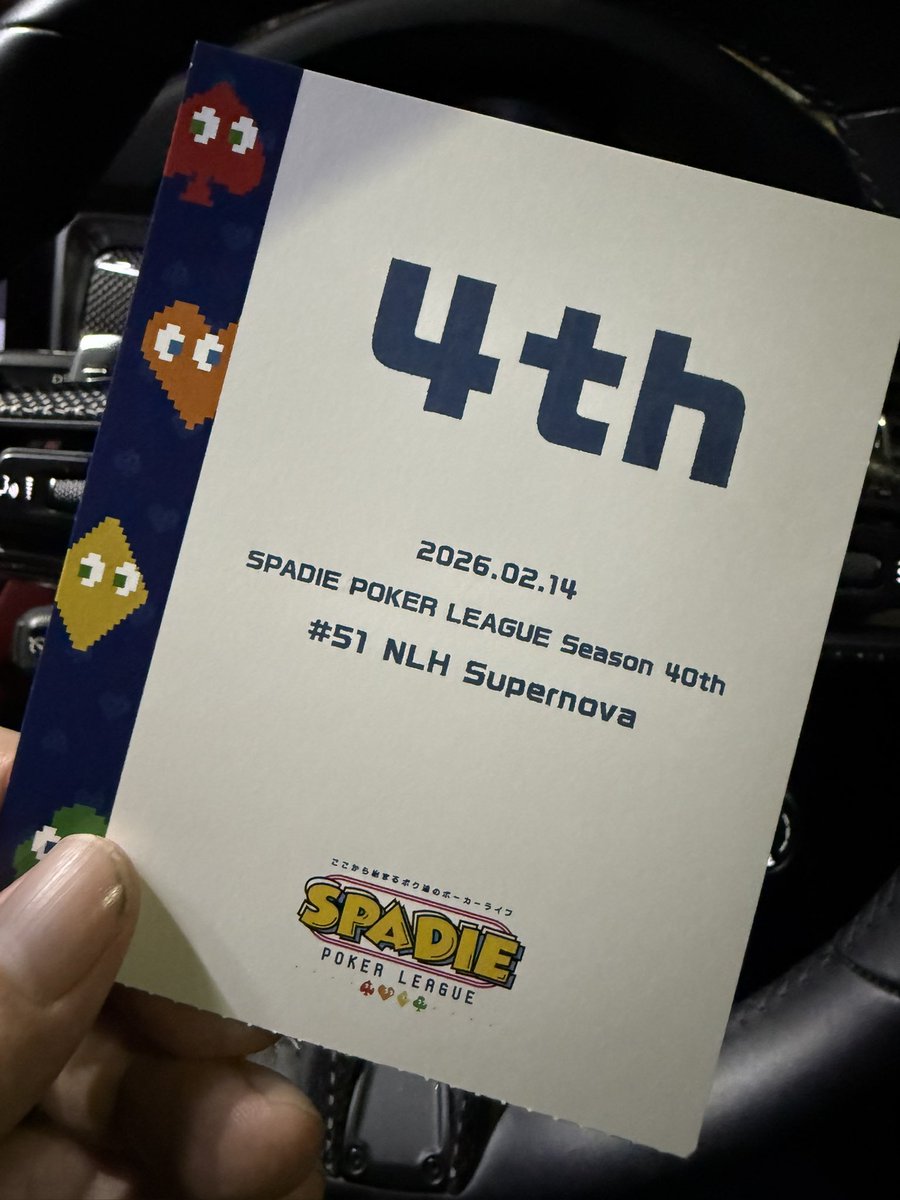 4th
2026.02.14
SPADIE POKER LEAGUE Season 40th
#51 NLH Supernova
ここから始まるボク達のポーカーライフ
SPADIE
POKER LEAGUE